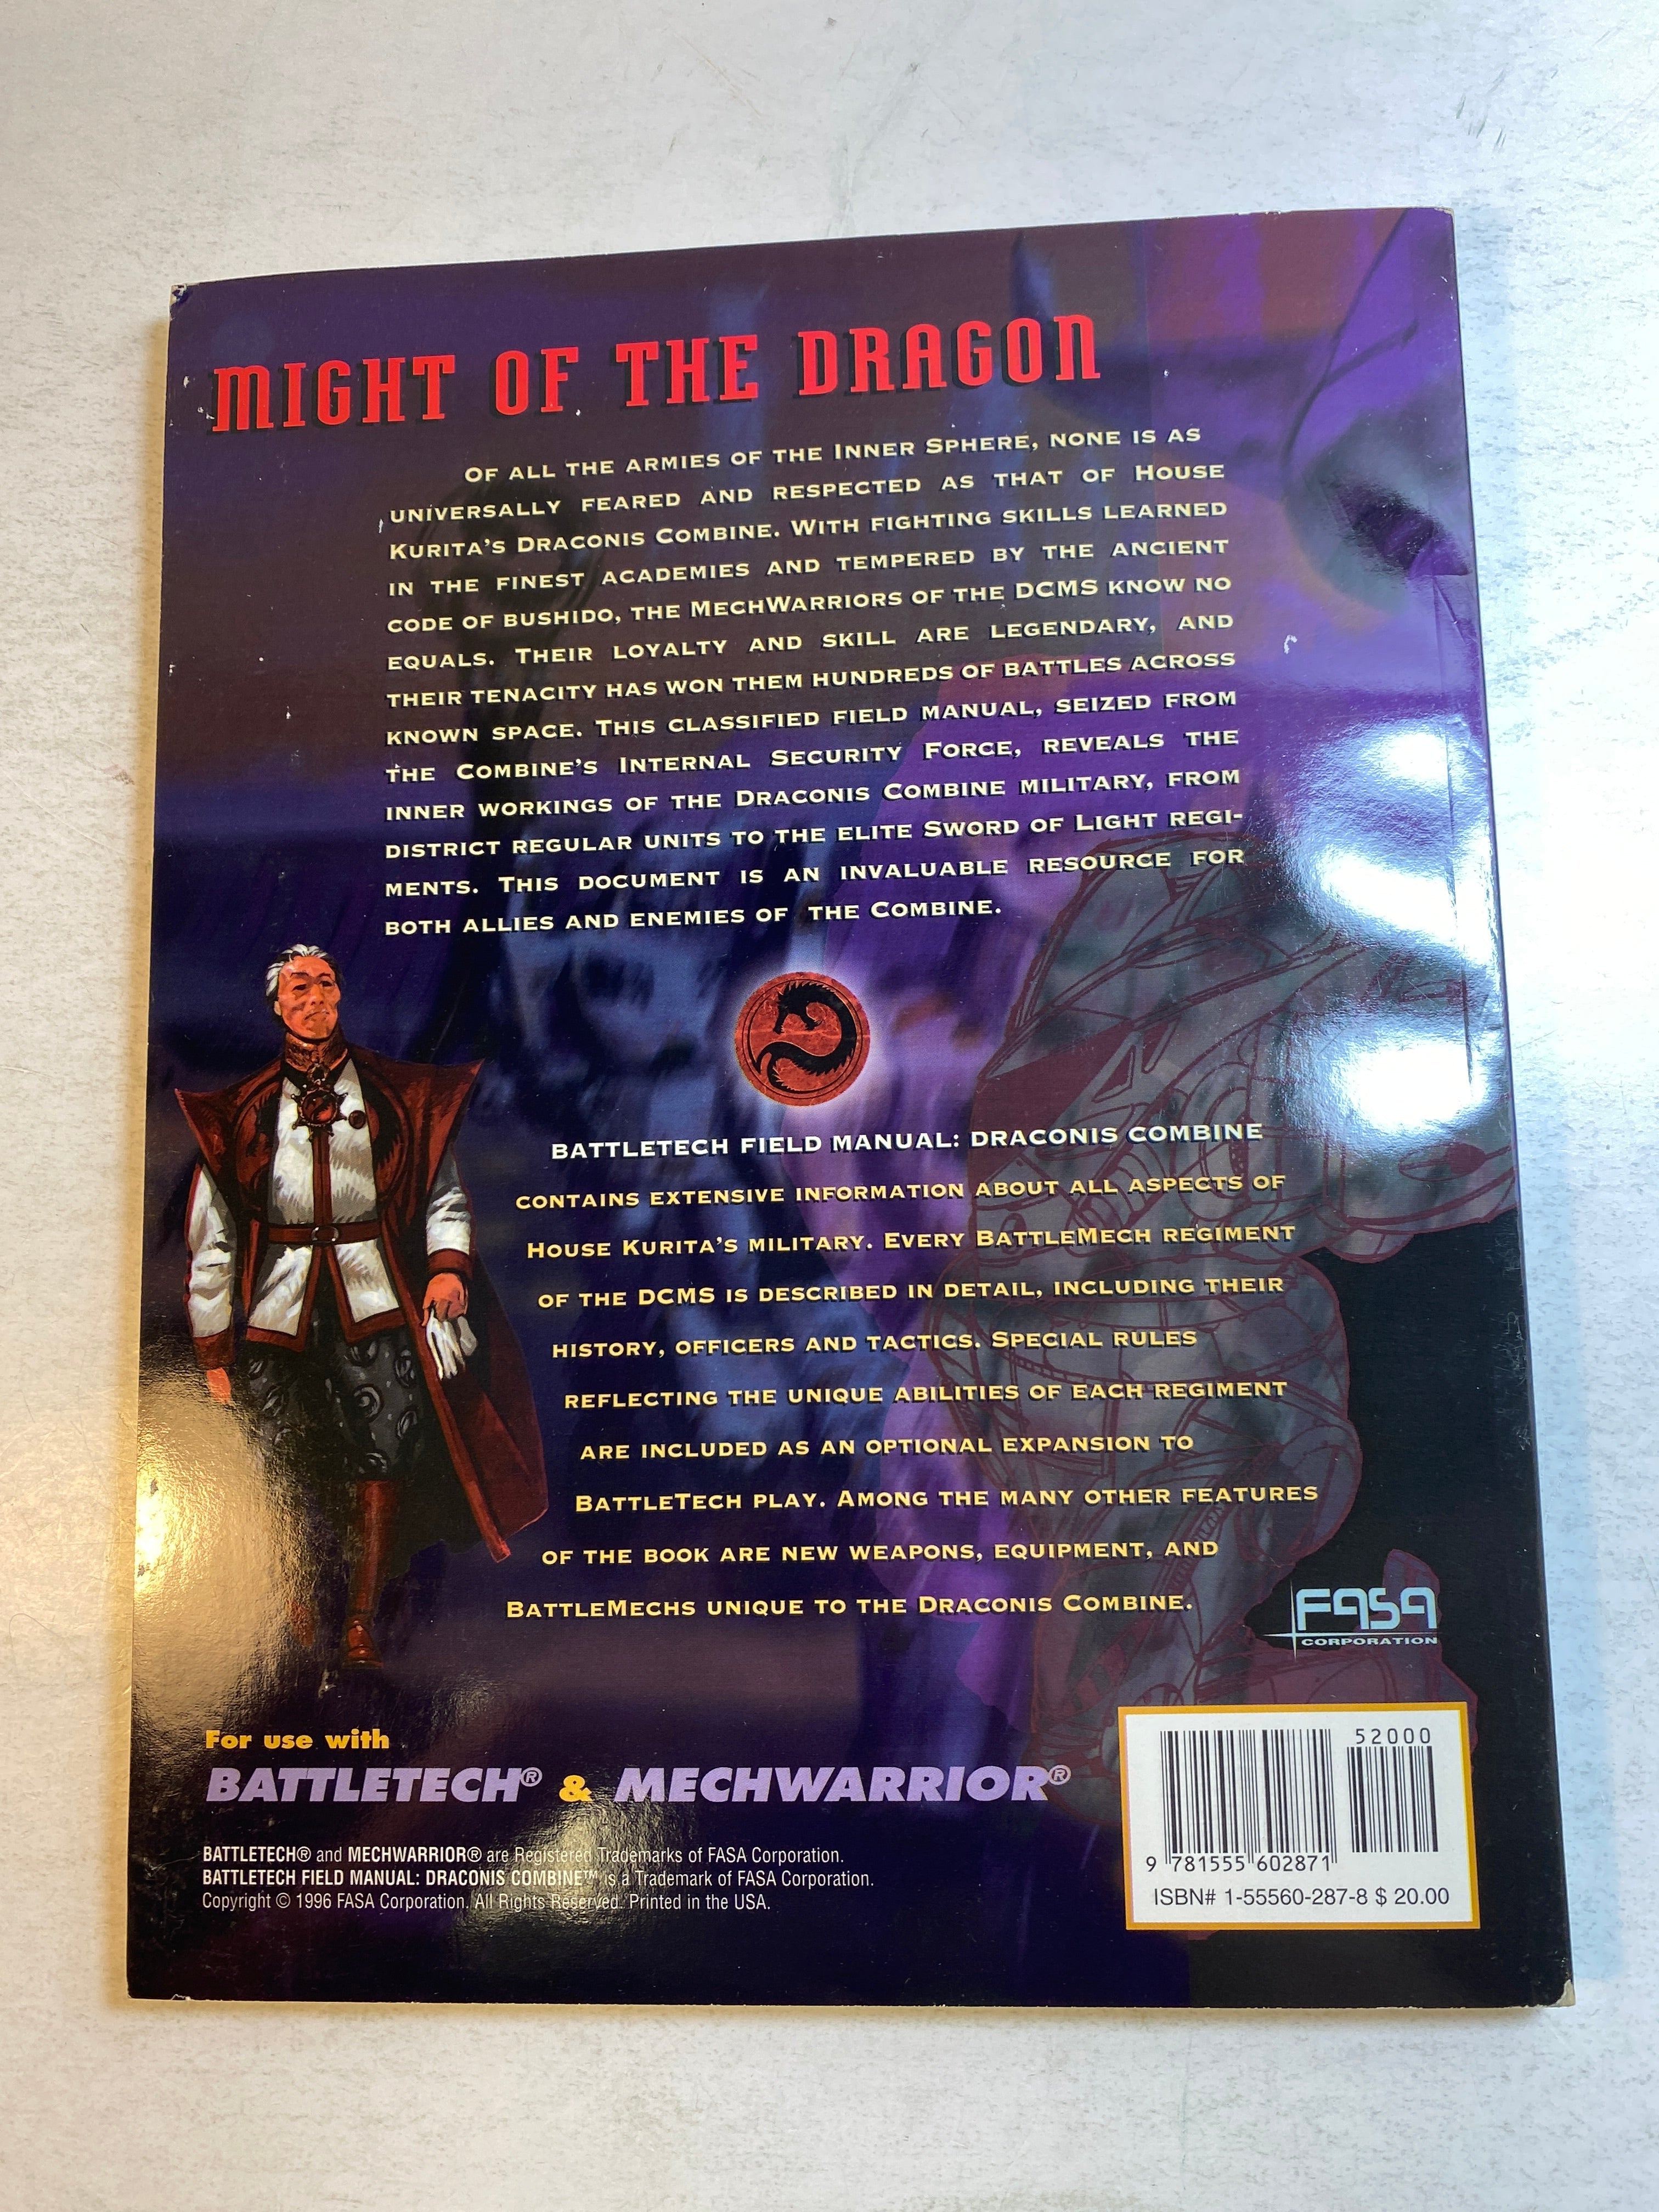 MIGHT OF THE DRAGON
OF ALL THE ARMIES OF THE INNER SPHERE, NONE IS AS
UNIVERSALLY FEARED AND RESPECTED AS THAT OF HOUSE
KURITA'S DRACONIS COMBINE. WITH FIGHTING SKILLS LEARNED
IN THE FINEST ACADEMIES AND TEMPERED BY THE ANCIENT
CODE OF BUSHIDO, THE MECHWARRIORS OF THE DCMS KNOW NO
EQUALS. THEIR LOYALTY AND SKILL ARE LEGENDARY, AND
THEIR TENACITY HAS WON THEM HUNDREDS OF BATTLES ACROSS
KNOWN SPACE. THIS CLASSIFIED FIELD MANUAL, SEIZED FROM
THE COMBINE'S INTERNAL SECURITY FORCE, REVEALS THE
INNER WORKINGS OF THE DRACONIS COMBINE MILITARY, FROM
DISTRICT REGULAR UNITS TO THE ELITE SWORD OF LIGHT REGI-
MENTS. THIS DOCUMENT IS AN INVALUABLE RESOURCE FOR
BOTH ALLIES AND ENEMIES OF THE COMBINE.
BATTLETECH FIELD MANUAL: DRACONIS COMBINE
CONTAINS EXTENSIVE INFORMATION ABOUT ALL ASPECTS OF
HOUSE KURITA'S MILITARY. EVERY BATTLEMECH REGIMENT
OF THE DCMS IS DESCRIBED IN DETAIL, INCLUDING THEIR
HISTORY, OFFICERS AND TACTICS. SPECIAL RULES
REFLECTING THE UNIQUE ABILITIES OF EACH REGIMENT
ARE INCLUDED AS AN OPTIONAL EXPANSION TO
BATTLETECH PLAY. AMONG THE MANY OTHER FEATURES
OF THE BOOK ARE NEW WEAPONS, EQUIPMENT, AND
BATTLEMECHS UNIQUE TO THE DRACONIS COMBINE.
FASA
CORPORATION
For use with
BATTLETECH® & MECHWARRIOR®
BATTLETECH® and MECHWARRIOR® are Registered Trademarks of FASA Corporation.
BATTLETECH FIELD MANUAL: DRACONIS COMBINE™ is a Trademark of FASA Corporation.
Copyright © 1996 FASA Corporation. All Rights Reserved. Printed in the USA.
52000
9 781555 602871
ISBN# 1-55560-287-8 $ 20.00